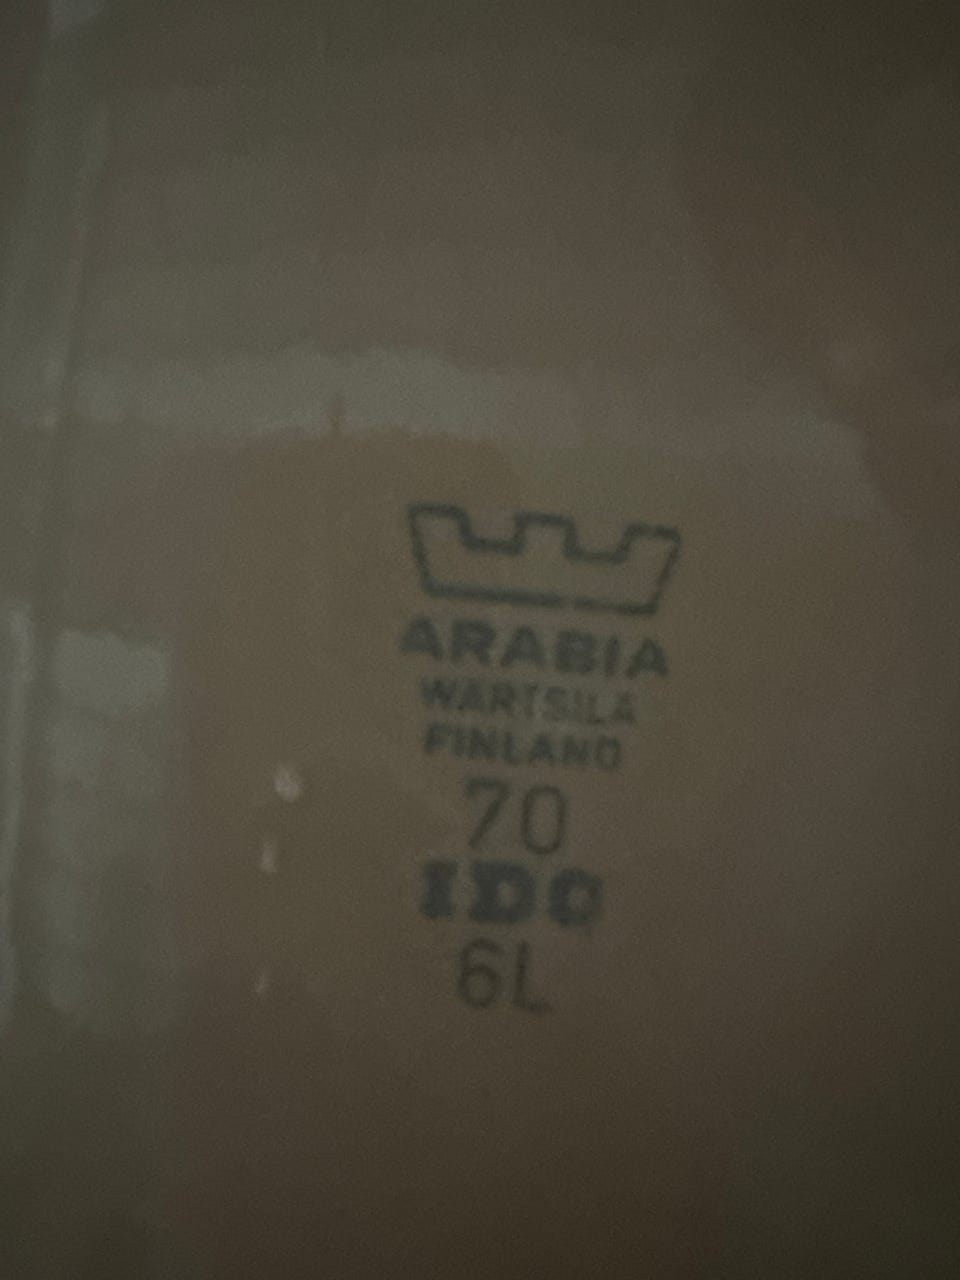 ARABIA
WARTSILA
FINLAND
70
IDO
6L